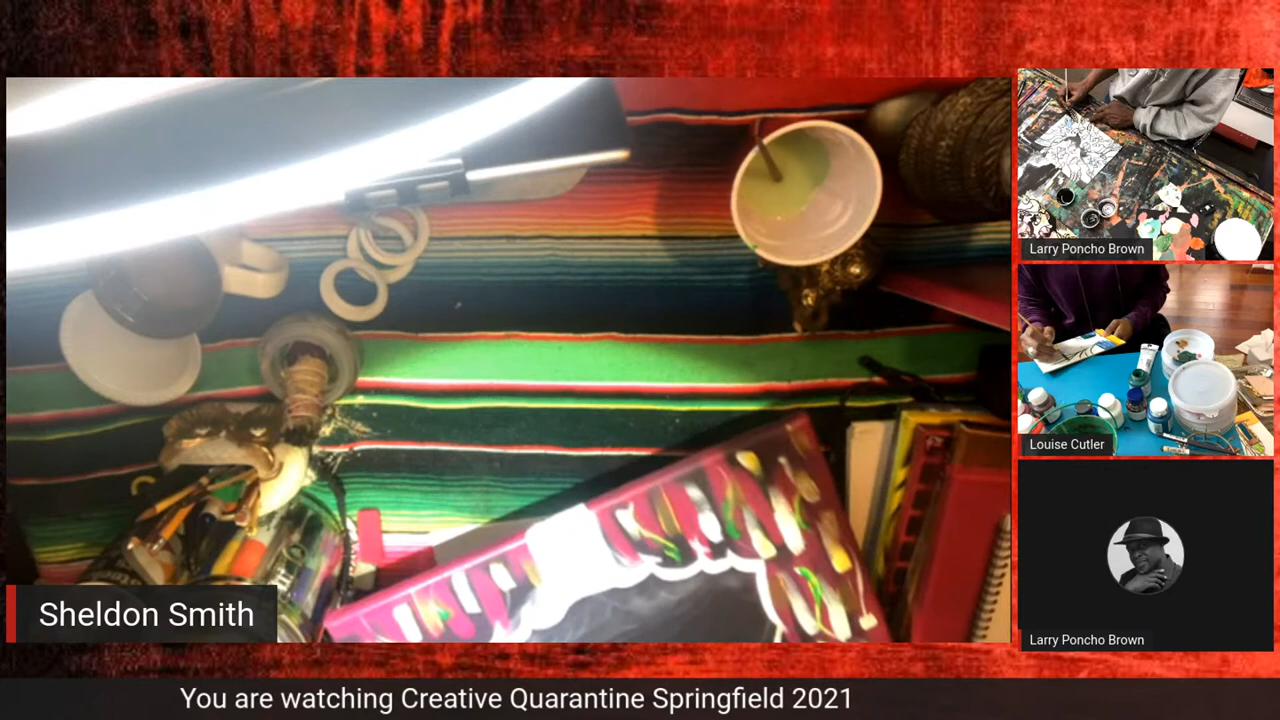 Larry Poncho Brown
Louise Cutler
Sheldon Smith
Larry Poncho Brown
You are watching Creative Quarantine Springfield 2021